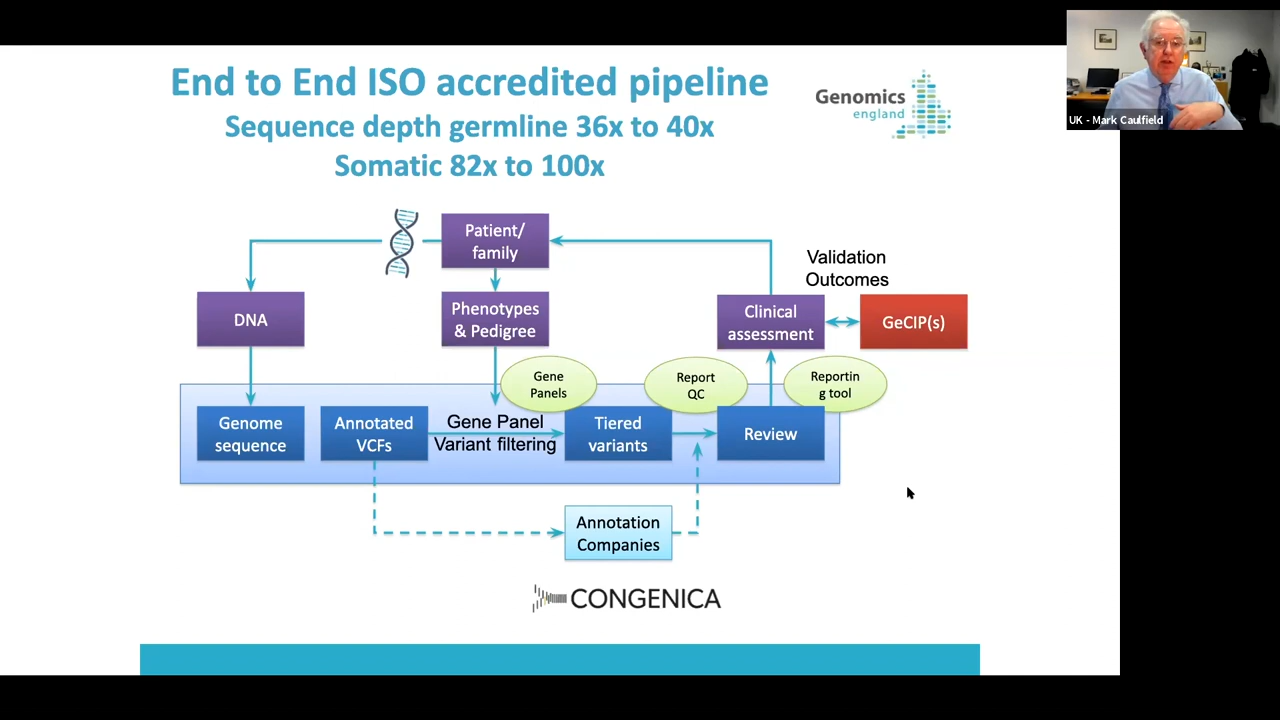 End to End ISO accredited pipeline
Sequence depth germline 36x to 40x
Somatic 82x to 100x
Genomics
england
UK - Mark Caulfield
Patient/
family
Validation
Outcomes
DNA
Phenotypes
& Pedigree
Clinical
assessment
GeCIP(s)
Gene
Panels
Report
QC
Reportin
g tool
Genome
sequence
Annotated
VCFs
Gene Panel
Variant filtering
Tiered
variants
Review
Annotation
Companies
CONGENICA